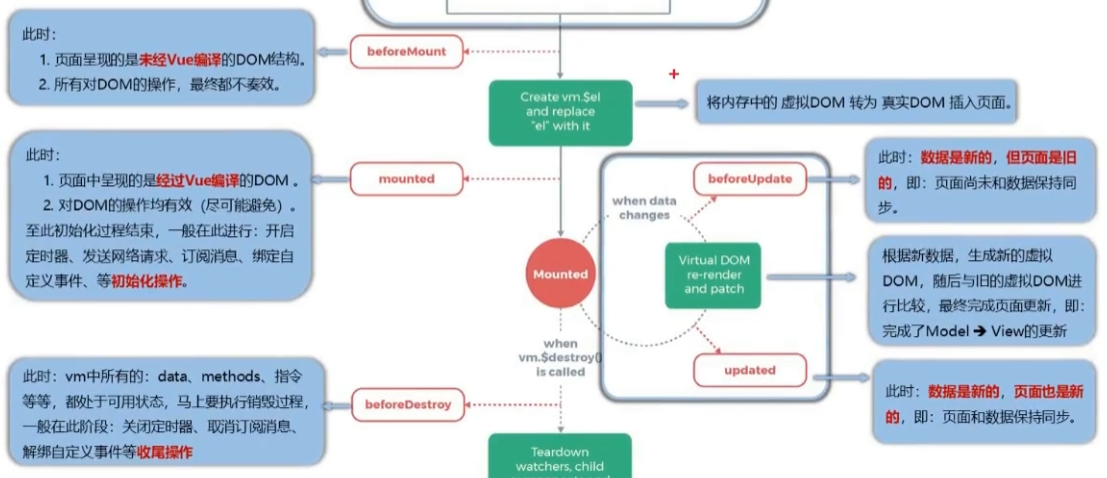 此时：
1. 页面呈现的是未经Vue编译的DOM结构。
2. 所有对DOM的操作，最终都不奏效。
beforeMount
Create vm.$el
and replace
"el" with it
将内存中的 虚拟DOM 转为 真实DOM 插入页面。
此时：
1. 页面中呈现的是经过Vue编译的DOM 。
2. 对DOM的操作均有效（尽可能避免）。
至此初始化过程结束，一般在此进行：开启
定时器、发送网络请求、订阅消息、绑定自
定义事件、等初始化操作。
mounted
Mounted
when data
changes
beforeUpdate
此时：数据是新的，但页面是旧
的，即：页面尚未和数据保持同
步。
Virtual DOM
re-render
and patch
根据新数据，生成新的虚拟
DOM，随后与旧的虚拟DOM进
行比较，最终完成页面更新，即：
完成了Model ➔ View的更新
updated
此时：数据是新的，页面也是新
的，即：页面和数据保持同步。
when
vm.$destroy()
is called
此时：vm中所有的：data、methods、指令
等等，都处于可用状态，马上要执行销毁过程，
一般在此阶段：关闭定时器、取消订阅消息、
解绑自定义事件等收尾操作
beforeDestroy
Teardown
watchers, child